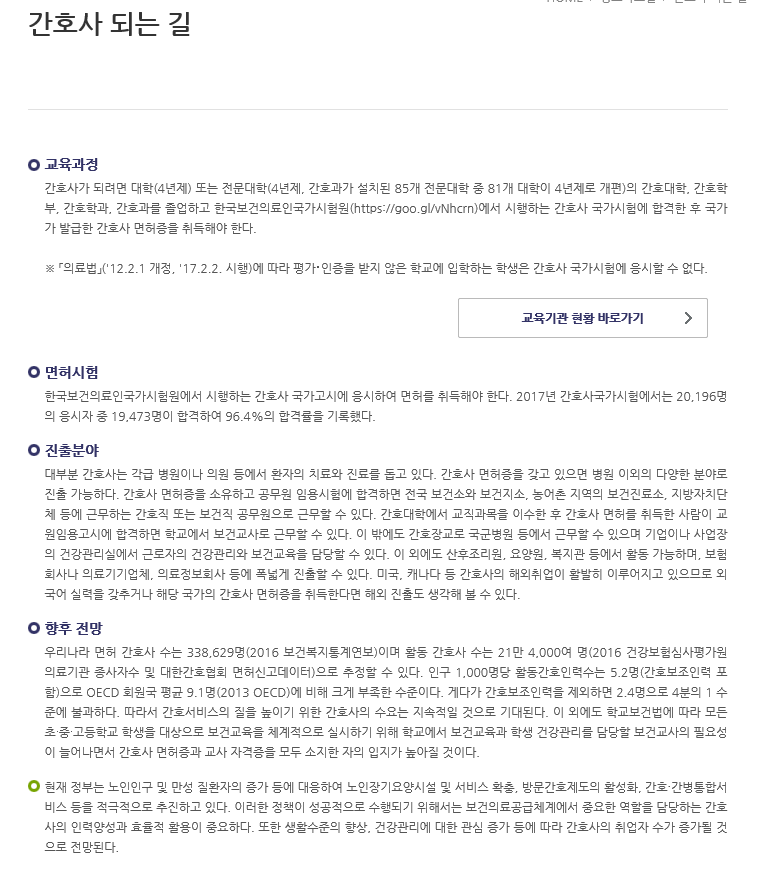 간호사 되는 길
교육과정
간호사가 되려면 대학(4년제) 또는 전문대학(4년제, 간호과가 설치된 85개 전문대학 중 81개 대학이 4년제로 개편)의 간호대학, 간호학
부, 간호학과, 간호과를 졸업하고 한국보건의료인국가시험원(https://goo.gl/vNhcrn)에서 시행하는 간호사 국가시험에 합격한 후 국가
가 발급한 간호사 면허증을 취득해야 한다.
※ 「의료법」('12.2.1 개정, '17.2.2. 시행)에 따라 평가·인증을 받지 않은 학교에 입학하는 학생은 간호사 국가시험에 응시할 수 없다.
교육기관 현황 바로가기
면허시험
한국보건의료인국가시험원에서 시행하는 간호사 국가고시에 응시하여 면허를 취득해야 한다. 2017년 간호사국가시험에서는 20,196명
의 응시자 중 19,473명이 합격하여 96.4%의 합격률을 기록했다.
진출분야
대부분 간호사는 각급 병원이나 의원 등에서 환자의 치료와 진료를 돕고 있다. 간호사 면허증을 갖고 있으면 병원 이외의 다양한 분야로
진출 가능하다. 간호사 면허증을 소유하고 공무원 임용시험에 합격하면 전국 보건소와 보건지소, 농어촌 지역의 보건진료소, 지방자치단
체 등에 근무하는 간호직 또는 보건직 공무원으로 근무할 수 있다. 간호대학에서 교직과목을 이수한 후 간호사 면허를 취득한 사람이 교
원임용고시에 합격하면 학교에서 보건교사로 근무할 수 있다. 이 밖에도 간호장교로 국군병원 등에서 근무할 수 있으며 기업이나 사업장
의 건강관리실에서 근로자의 건강관리와 보건교육을 담당할 수 있다. 이 외에도 산후조리원, 요양원, 복지관 등에서 활동 가능하며, 보험
회사나 의료기기업체, 의료정보회사 등에 폭넓게 진출할 수 있다. 미국, 캐나다 등 간호사의 해외취업이 활발히 이루어지고 있으므로 외
국어 실력을 갖추거나 해당 국가의 간호사 면허증을 취득한다면 해외 진출도 생각해 볼 수 있다.
향후 전망
우리나라 면허 간호사 수는 338,629명(2016 보건복지통계연보)이며 활동 간호사 수는 21만 4,000여 명(2016 건강보험심사평가원
의료기관 종사자수 및 대한간호협회 면허신고데이터)으로 추정할 수 있다. 인구 1,000명당 활동간호인력수는 5.2명(간호보조인력 포
함)으로 OECD 회원국 평균 9.1명(2013 OECD)에 비해 크게 부족한 수준이다. 게다가 간호보조인력을 제외하면 2.4명으로 4분의 1 수
준에 불과하다. 따라서 간호서비스의 질을 높이기 위한 간호사의 수요는 지속적일 것으로 기대된다. 이 외에도 학교보건법에 따라 모든
초·중·고등학교 학생을 대상으로 보건교육을 체계적으로 실시하기 위해 학교에서 보건교육과 학생 건강관리를 담당할 보건교사의 필요성
이 늘어나면서 간호사 면허증과 교사 자격증을 모두 소지한 자의 입지가 높아질 것이다.
현재 정부는 노인인구 및 만성 질환자의 증가 등에 대응하여 노인장기요양시설 및 서비스 확충, 방문간호제도의 활성화, 간호·간병통합서
비스 등을 적극적으로 추진하고 있다. 이러한 정책이 성공적으로 수행되기 위해서는 보건의료공급체계에서 중요한 역할을 담당하는 간호
사의 인력양성과 효율적 활용이 중요하다. 또한 생활수준의 향상, 건강관리에 대한 관심 증가 등에 따라 간호사의 취업자 수가 증가될 것
으로 전망된다.